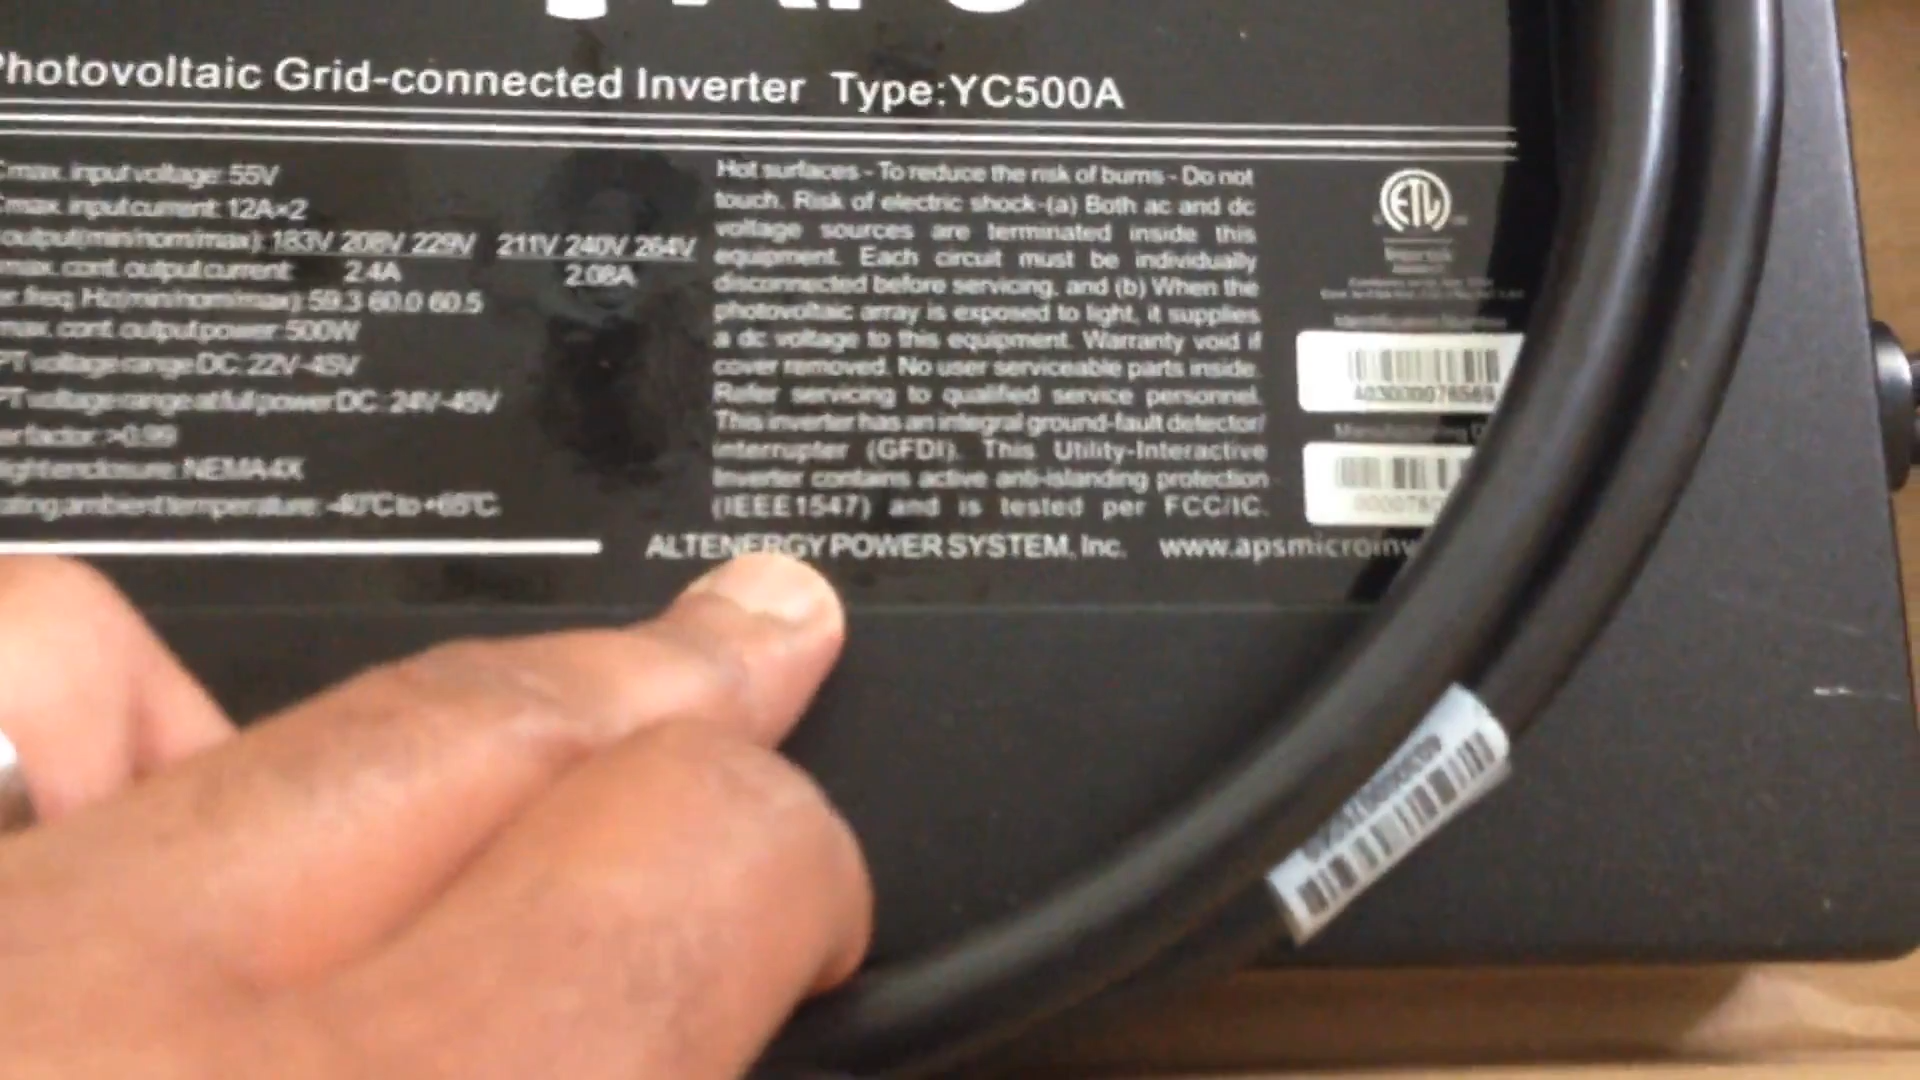 Photovoltaic Grid-connected Inverter Type:YC500A
max. input voltage: 55V
max. input current: 12A×2
output(min/nom/max): 183V 208V 229V 211V 240V 264V
max. cont. output current: 2.4A 2.08A
freq. Hz(min/nom/max): 59.3 60.0 60.5
max. cont. output power: 500W
PT voltage range DC: 22V-45V
PT voltage range at full power DC: 24V-45V
factor: >0.99
enclosure: NEMA4X
ambient temperature: -40°C to +65°C
Hot surfaces - To reduce the risk of burns - Do not
touch. Risk of electric shock-(a) Both ac and dc
voltage sources are terminated inside this
equipment. Each circuit must be individually
disconnected before servicing, and (b) When the
photovoltaic array is exposed to light, it supplies
a dc voltage to this equipment. Warranty void if
cover removed. No user serviceable parts inside.
Refer servicing to qualified service personnel.
This inverter has an integral ground-fault detector/
interrupter (GFDI). This Utility-Interactive
Inverter contains active anti-islanding protection
(IEEE1547) and is tested per FCC/IC.
ETL
Identification Number
Manufacturing
ALTENERGY POWER SYSTEM, Inc. www.apsmicroinv